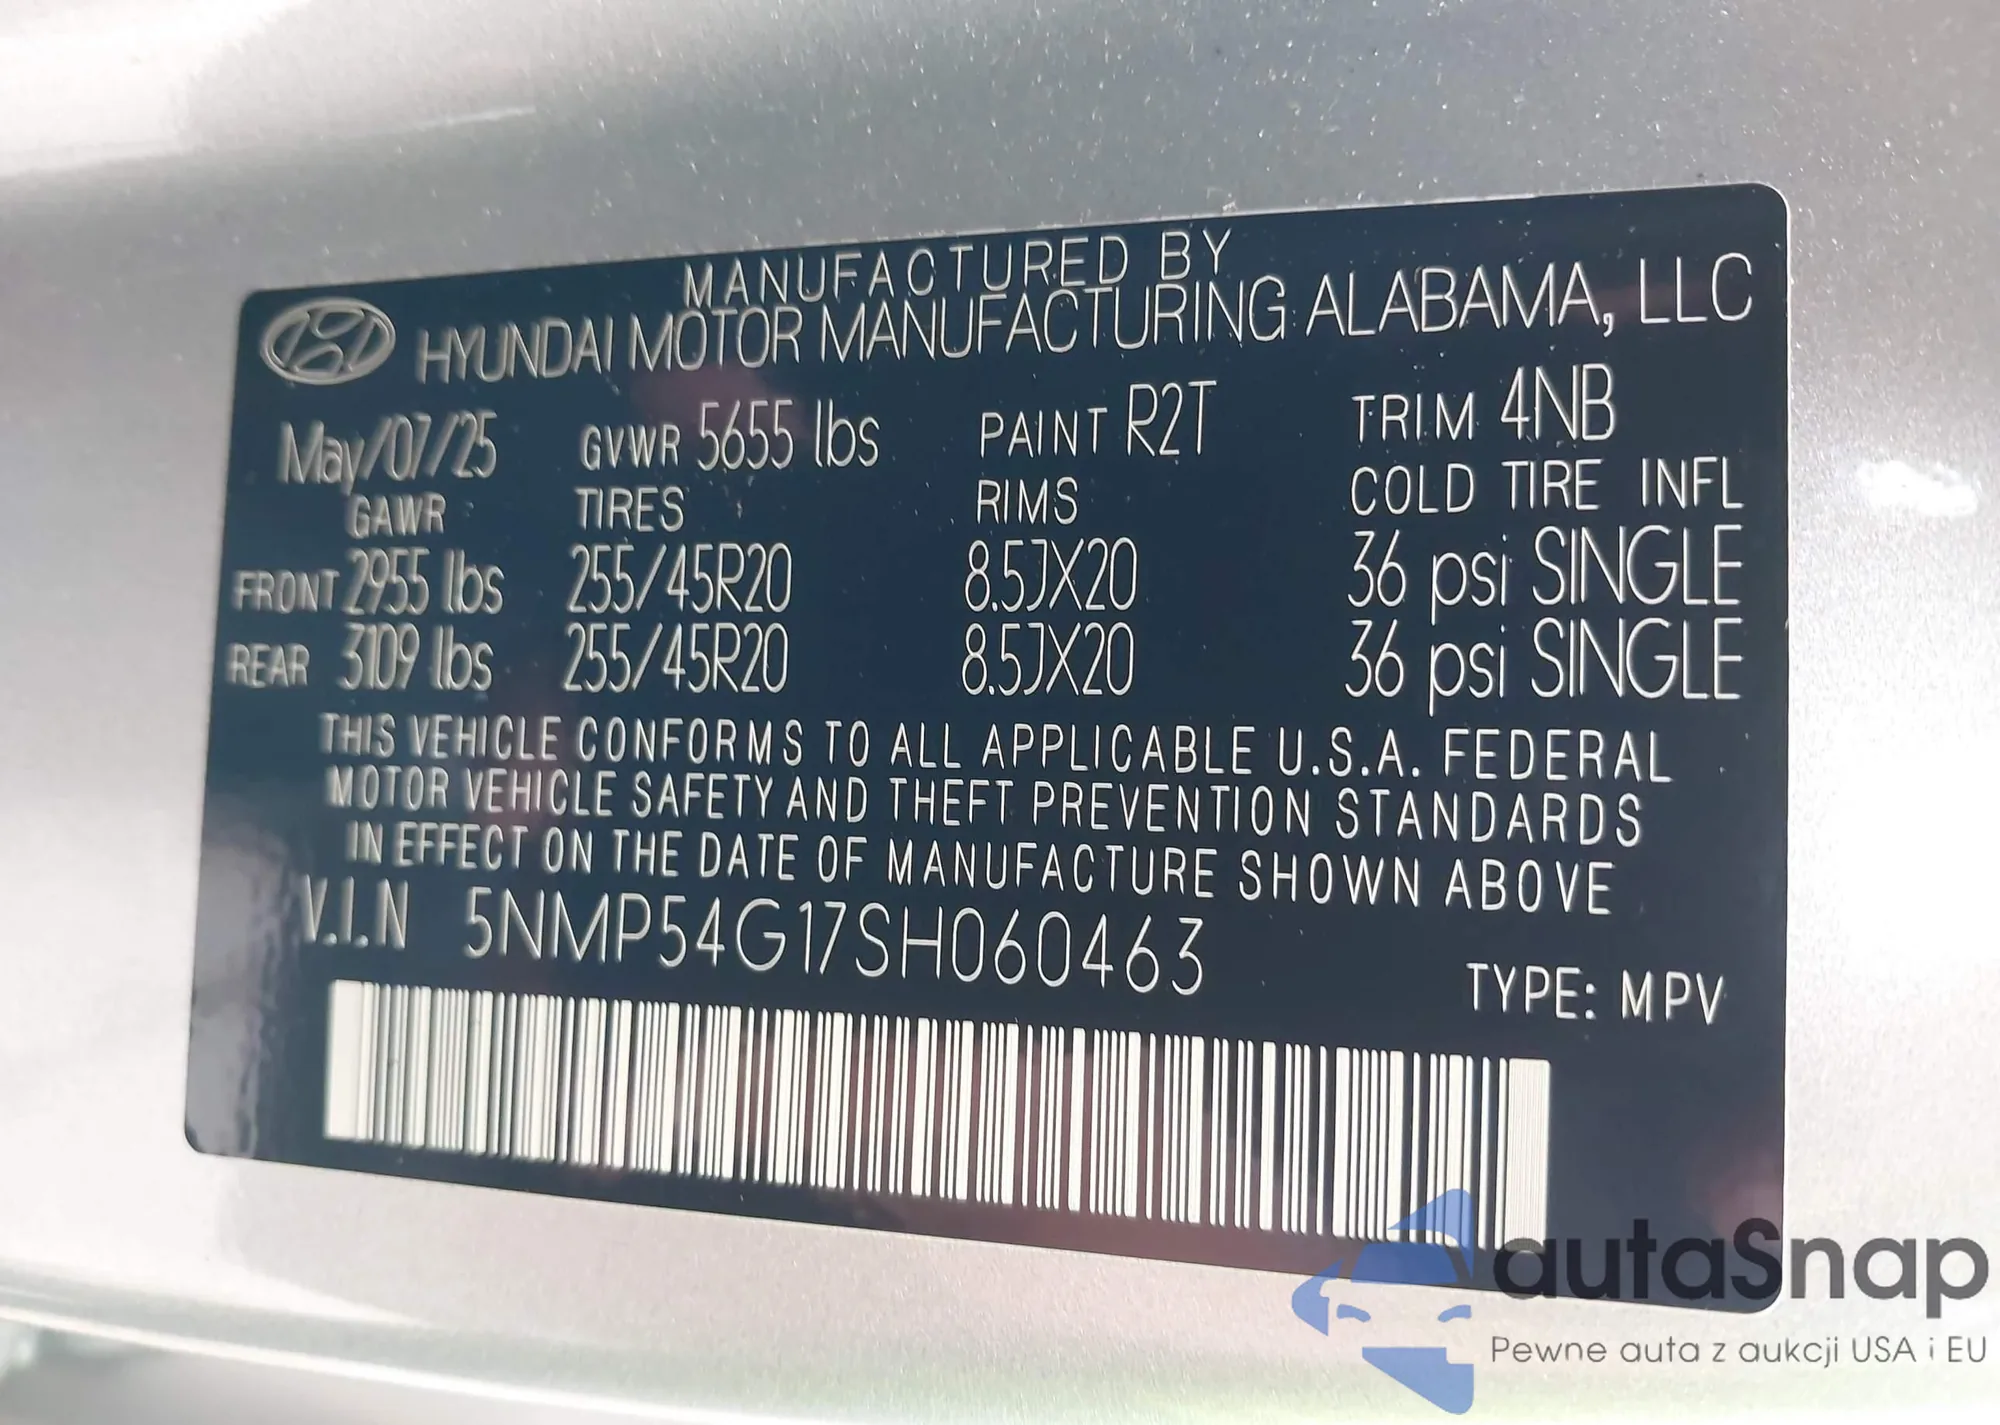 MANUFACTURED BY
HYUNDAI MOTOR MANUFACTURING ALABAMA, LLC
May/07/25 GVWR 5655 lbs PAINT R2T TRIM 4NB
GAWR TIRES RIMS COLD TIRE INFL
FRONT 2955 lbs 255/45R20 8.5JX20 36 psi SINGLE
REAR 3109 lbs 255/45R20 8.5JX20 36 psi SINGLE
THIS VEHICLE CONFORMS TO ALL APPLICABLE U.S.A. FEDERAL
MOTOR VEHICLE SAFETY AND THEFT PREVENTION STANDARDS
IN EFFECT ON THE DATE OF MANUFACTURE SHOWN ABOVE
V.I.N 5NMP54G17SH060463
TYPE: MPV
autaSnap
Pewne auta z aukcji USA i EU